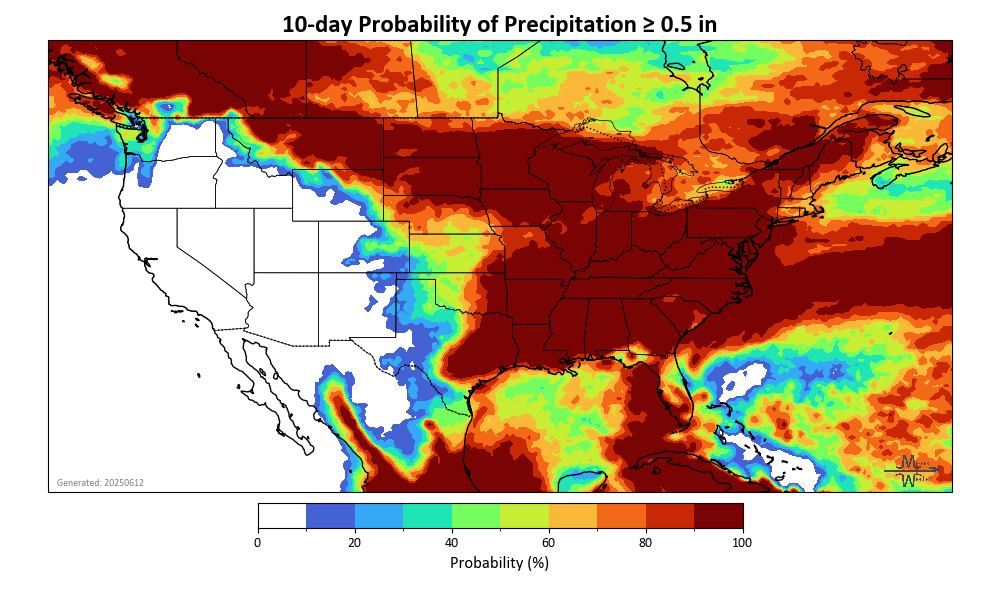 10-day Probability of Precipitation ≥ 0.5 in
Generated: 20250612
0 20 40 60 80 100
Probability (%)